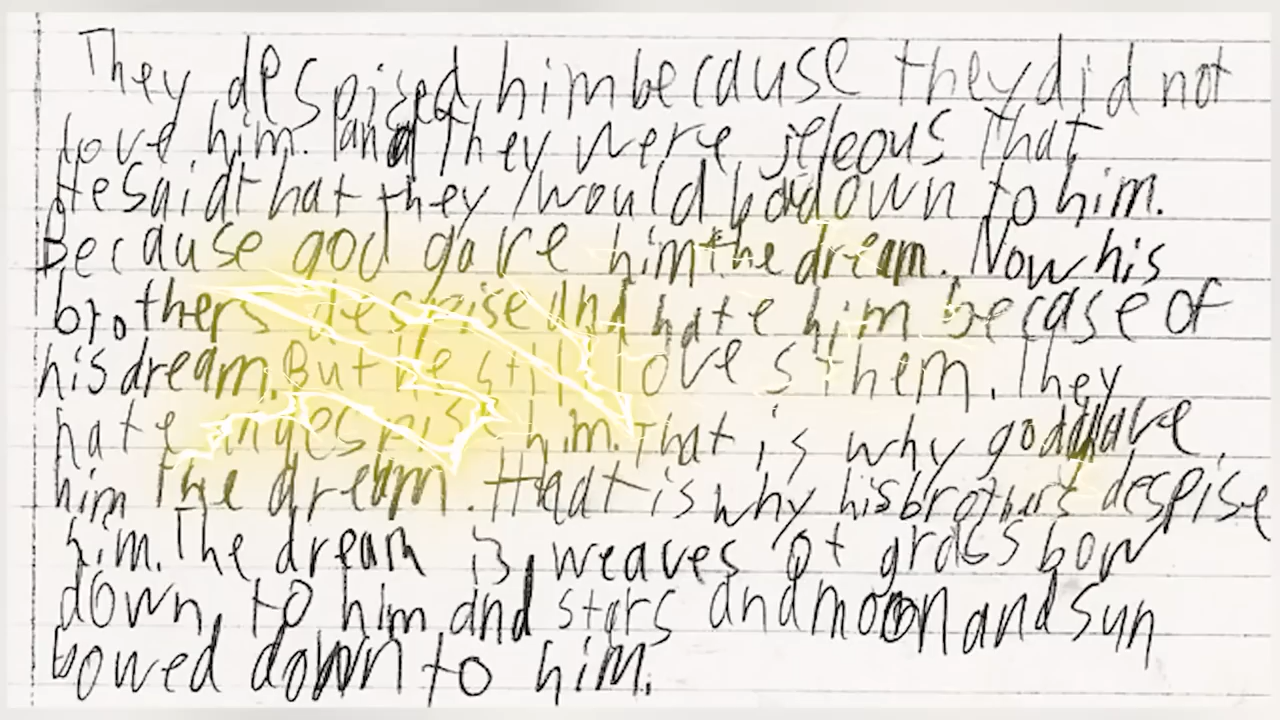 They despised him because they did not
love him. and They were jeleous That
He said that they would bow down to him.
Because god gave him the dream. Now his
brothers despise and hate him becase of
his dream. But he still loves them. They
hate and despise him. That is why god gave
him The dream. Hhat is why his brothers despise
him. The dream is weaves of grass bow
down to him and stars and moon and sun
bowed down to him.